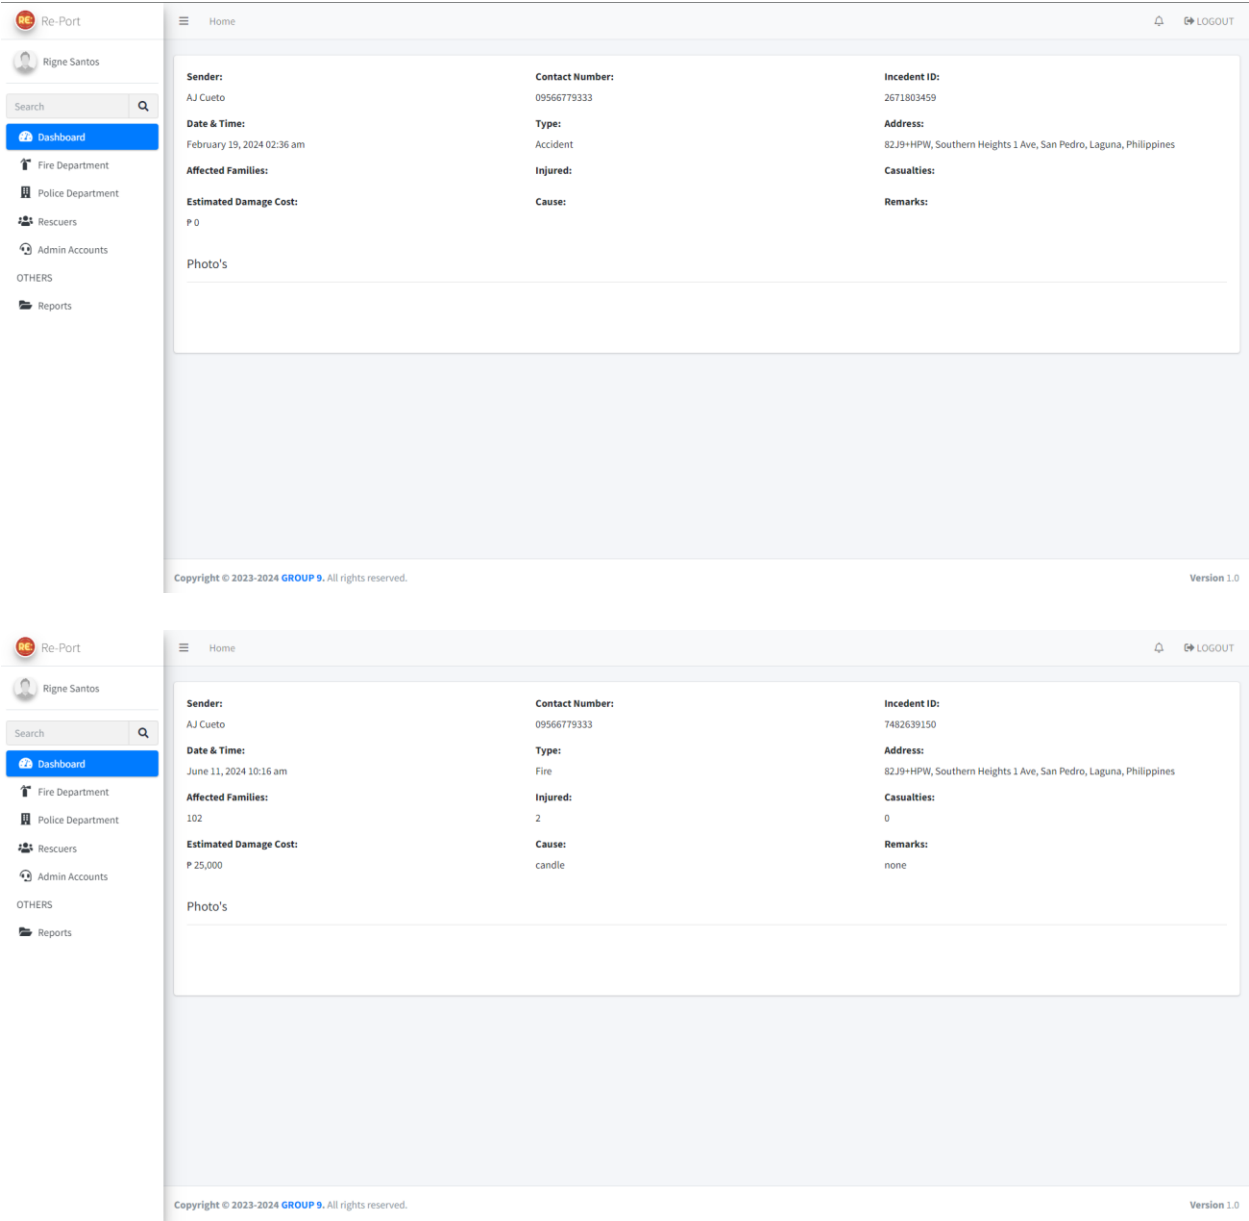 RE: Re-Port
Home
LOGOUT
Rigne Santos
Search
Dashboard
Fire Department
Police Department
Rescuers
Admin Accounts
OTHERS
Reports
Sender: Contact Number: Incedent ID:
AJ Cueto 09566779333 2671803459
Date & Time: Type: Address:
February 19, 2024 02:36 am Accident 82J9+HPW, Southern Heights 1 Ave, San Pedro, Laguna, Philippines
Affected Families: Injured: Casualties:
Estimated Damage Cost: Cause: Remarks:
₱ 0
Photo's
Copyright © 2023-2024 GROUP 9. All rights reserved. Version 1.0
RE: Re-Port
Home
LOGOUT
Rigne Santos
Search
Dashboard
Fire Department
Police Department
Rescuers
Admin Accounts
OTHERS
Reports
Sender: Contact Number: Incedent ID:
AJ Cueto 09566779333 7482639150
Date & Time: Type: Address:
June 11, 2024 10:16 am Fire 82J9+HPW, Southern Heights 1 Ave, San Pedro, Laguna, Philippines
Affected Families: Injured: Casualties:
102 2 0
Estimated Damage Cost: Cause: Remarks:
₱ 25,000 candle none
Photo's
Copyright © 2023-2024 GROUP 9. All rights reserved. Version 1.0